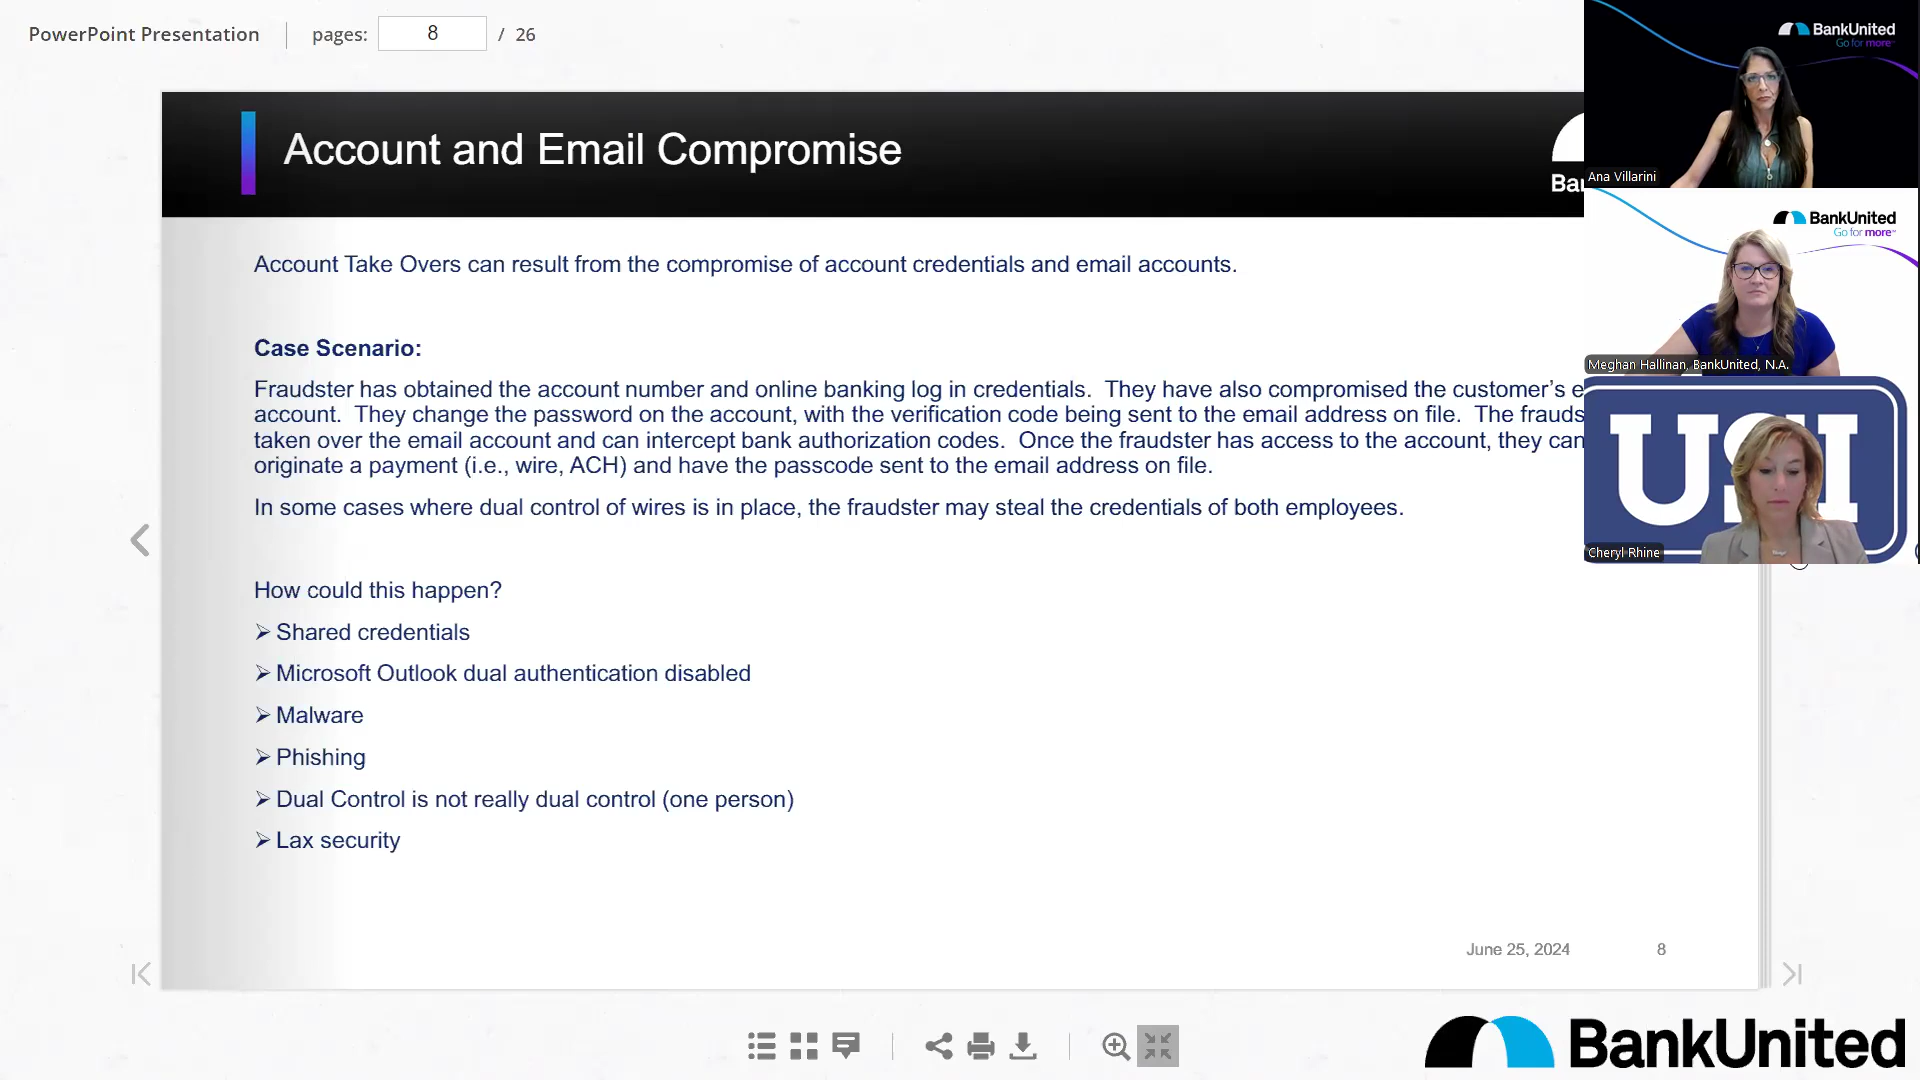 PowerPoint Presentation
pages: 8 / 26
Account and Email Compromise
Account Take Overs can result from the compromise of account credentials and email accounts.
Case Scenario:
Fraudster has obtained the account number and online banking log in credentials. They have also compromised the customer’s
account. They change the password on the account, with the verification code being sent to the email address on file. The
taken over the email account and can intercept bank authorization codes. Once the fraudster has access to the account, they can
originate a payment (i.e., wire, ACH) and have the passcode sent to the email address on file.
In some cases where dual control of wires is in place, the fraudster may steal the credentials of both employees.
How could this happen?
Shared credentials
Microsoft Outlook dual authentication disabled
Malware
Phishing
Dual Control is not really dual control (one person)
Lax security
June 25, 2024 8
BankUnited
Go for more
Ana Villarini
BankUnited
Go for more
Meghan Hallinan, BankUnited, N.A.
USI
Cheryl Rhine
BankUnited